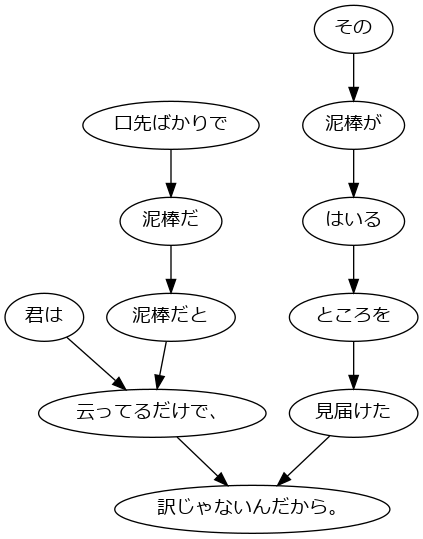 その
口先ばかりで
泥棒が
泥棒だ
はいる
君は
泥棒だと
ところを
云ってるだけで、
見届けた
訳じゃないんだから。